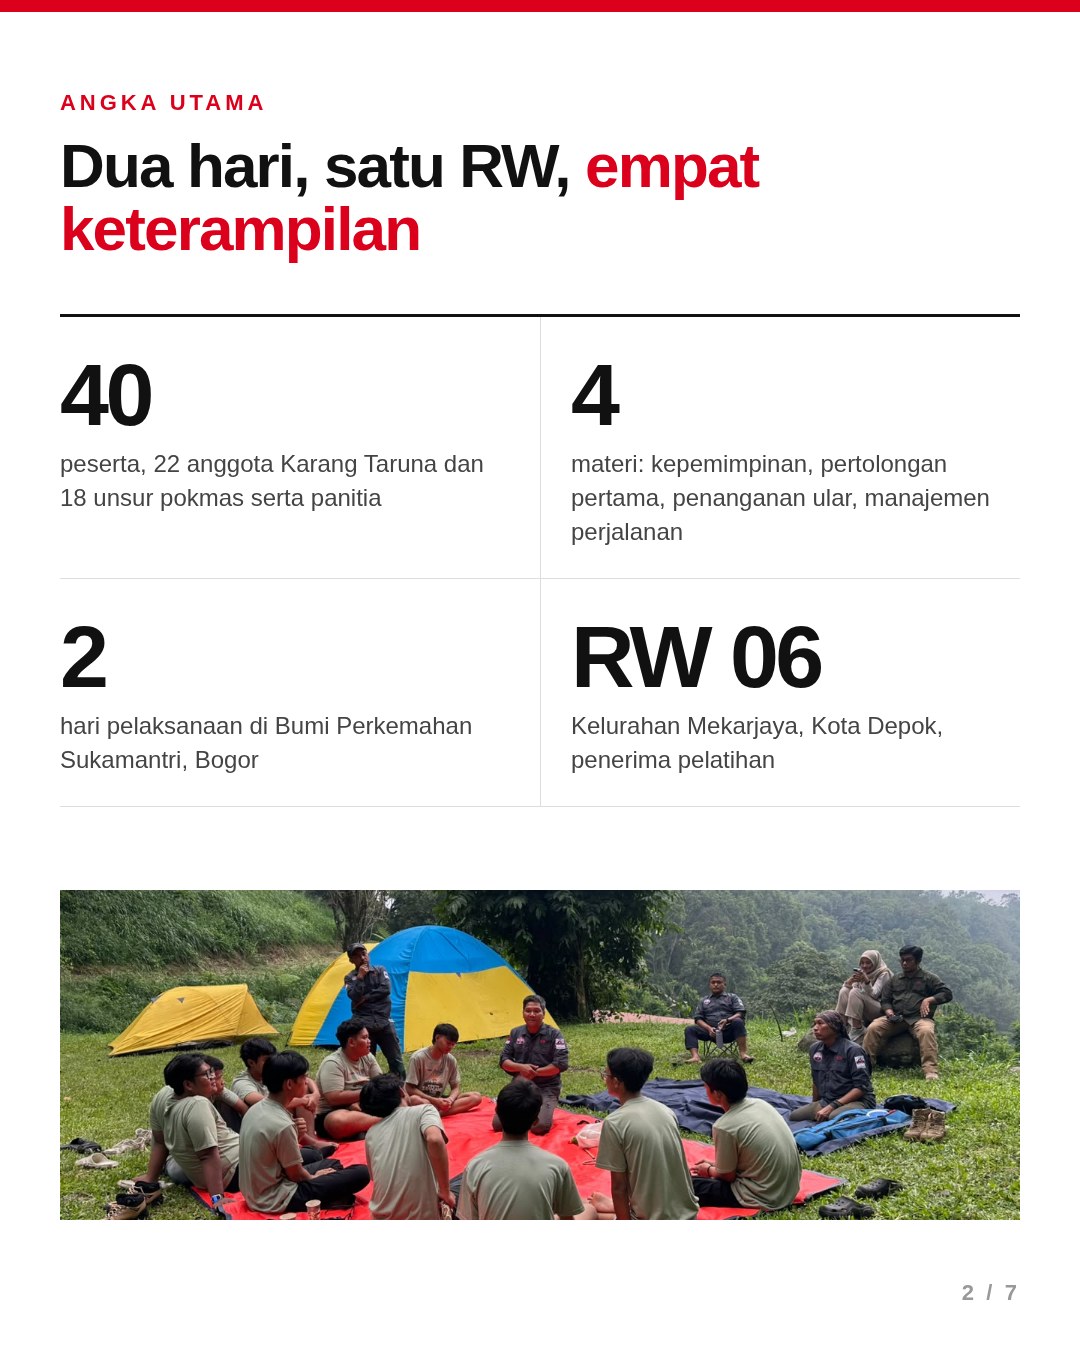 ANGKA UTAMA
Dua hari, satu RW, empat
keterampilan
40
peserta, 22 anggota Karang Taruna dan
18 unsur pokmas serta panitia
4
materi: kepemimpinan, pertolongan
pertama, penanganan ular, manajemen
perjalanan
2
hari pelaksanaan di Bumi Perkemahan
Sukamantri, Bogor
RW 06
Kelurahan Mekarjaya, Kota Depok,
penerima pelatihan
2 / 7